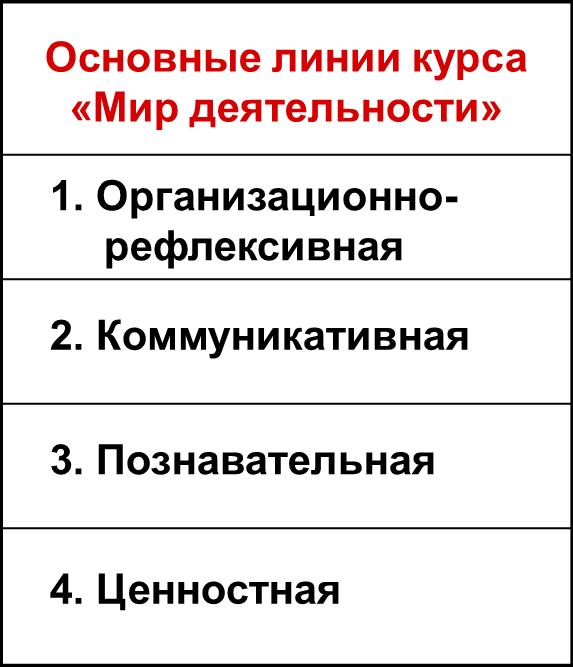 Основные линии курса
«Мир деятельности»
1. Организационно-
рефлексивная
2. Коммуникативная
3. Познавательная
4. Ценностная